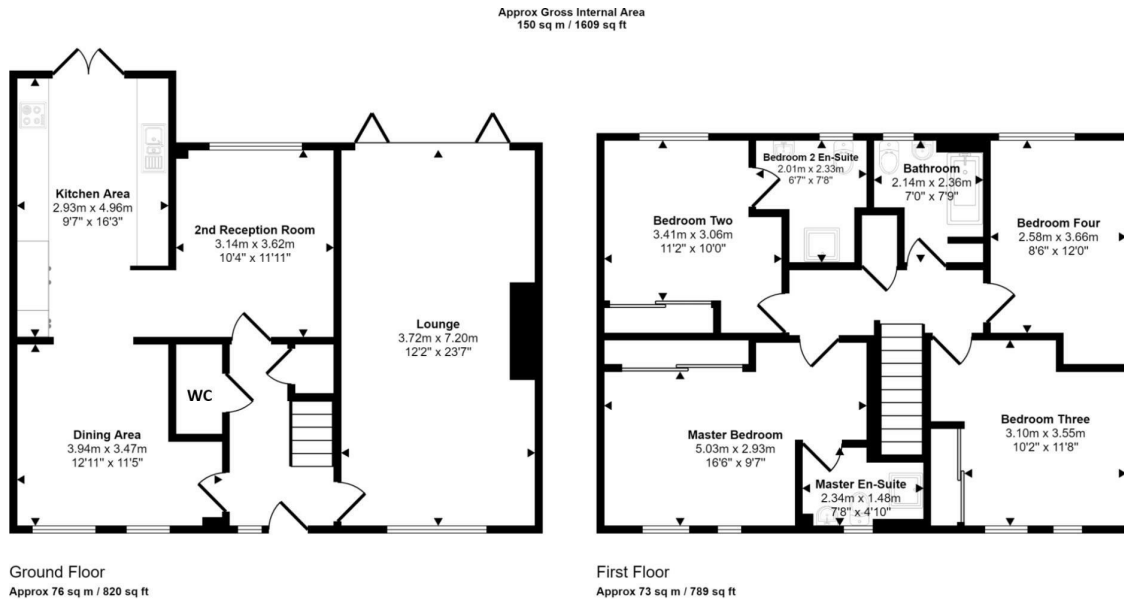 Approx Gross Internal Area
150 sq m / 1609 sq ft
Kitchen Area
2.93m x 4.96m
9'7" x 16'3"
2nd Reception Room
3.14m x 3.62m
10'4" x 11'11"
Lounge
3.72m x 7.20m
12'2" x 23'7"
WC
Dining Area
3.94m x 3.47m
12'11" x 11'5"
Ground Floor
Approx 76 sq m / 820 sq ft
Bedroom 2 En-Suite
2.01m x 2.33m
6'7" x 7'8"
Bathroom
2.14m x 2.36m
7'0" x 7'9"
Bedroom Two
3.41m x 3.06m
11'2" x 10'0"
Bedroom Four
2.58m x 3.66m
8'6" x 12'0"
Master Bedroom
5.03m x 2.93m
16'6" x 9'7"
Bedroom Three
3.10m x 3.55m
10'2" x 11'8"
Master En-Suite
2.34m x 1.48m
7'8" x 4'10"
First Floor
Approx 73 sq m / 789 sq ft